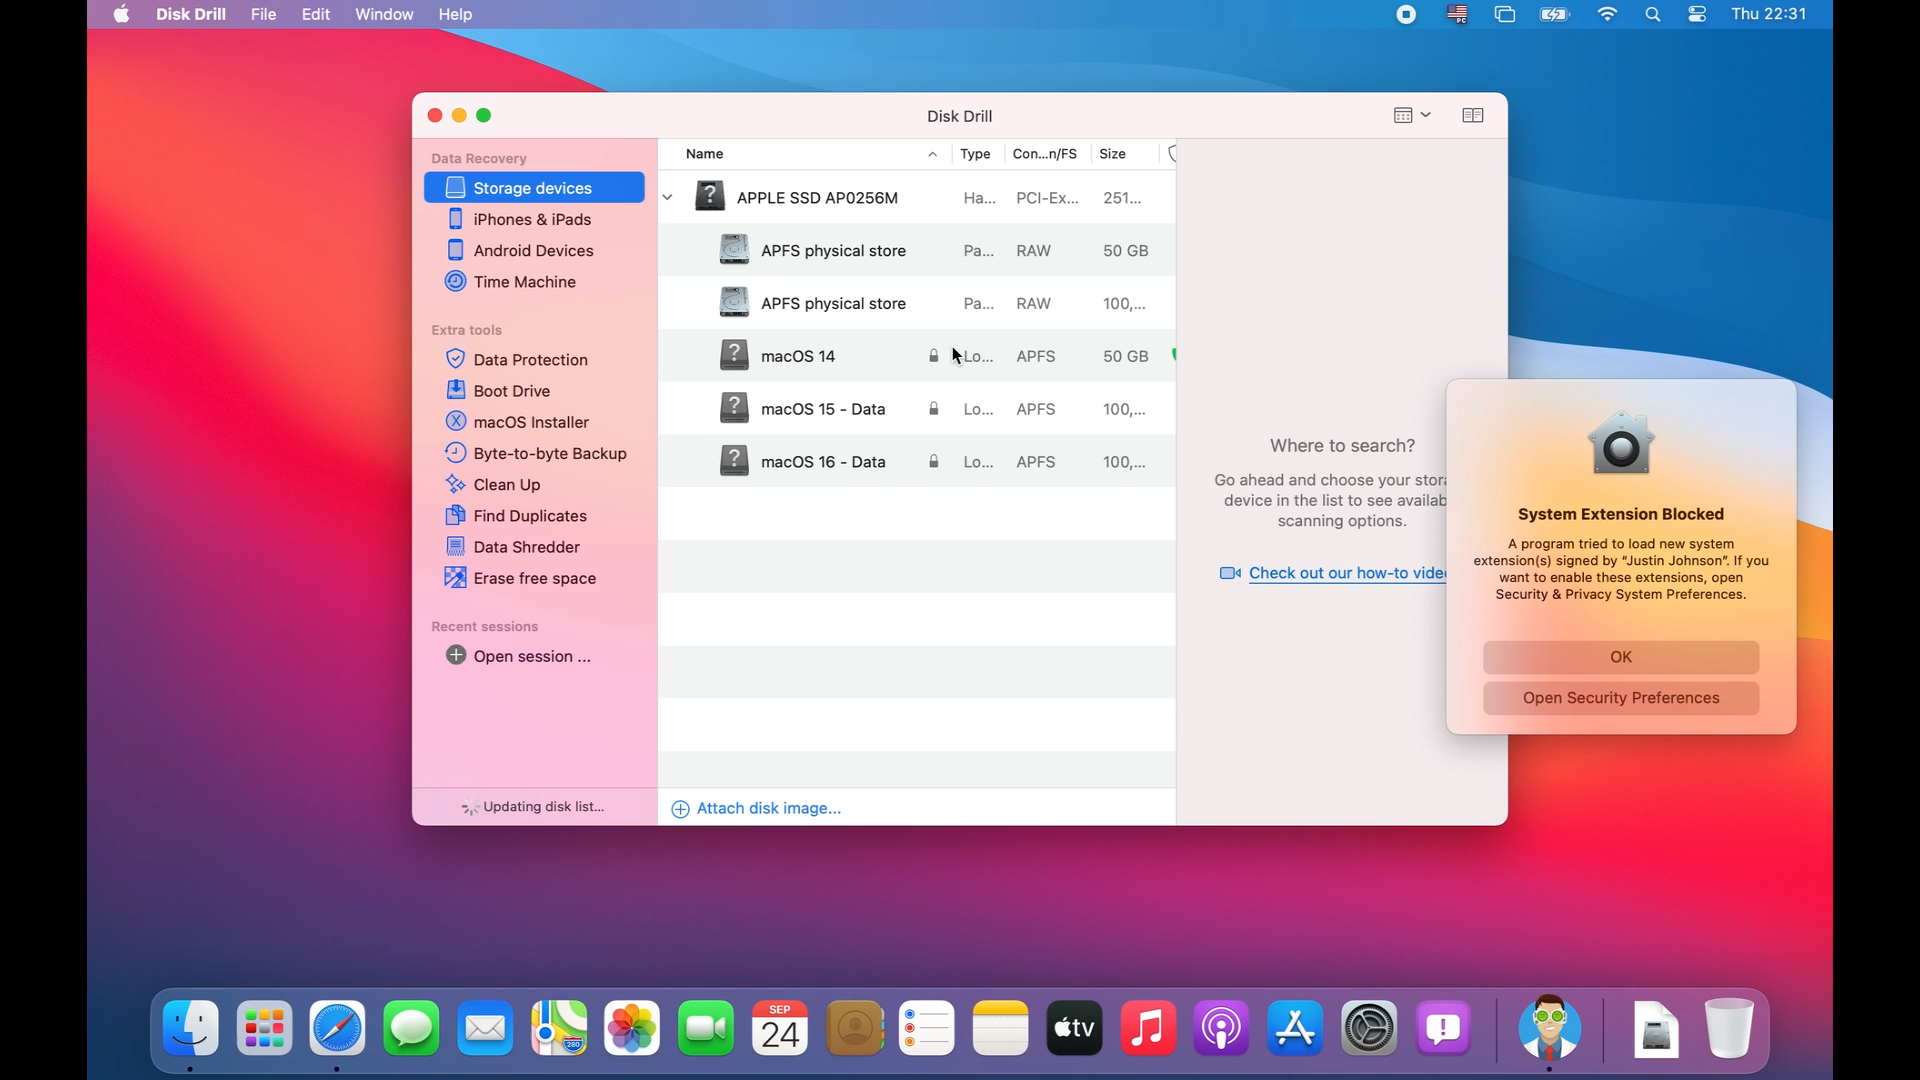 Disk Drill File Edit Window Help
PC
Thu 22:31
Disk Drill
Data Recovery
Storage devices
iPhones & iPads
Android Devices
Time Machine
Extra tools
Data Protection
Boot Drive
macOS Installer
Byte-to-byte Backup
Clean Up
Find Duplicates
Data Shredder
Erase free space
Recent sessions
Open session ...
Updating disk list...
Name Type Con...n/FS Size
APPLE SSD AP0256M Ha... PCI-Ex... 251...
APFS physical store Pa... RAW 50 GB
APFS physical store Pa... RAW 100,...
macOS 14 Lo... APFS 50 GB
macOS 15 - Data Lo... APFS 100,...
macOS 16 - Data Lo... APFS 100,...
Attach disk image...
Where to search?
Go ahead and choose your stora
device in the list to see availab
scanning options.
Check out our how-to vide
System Extension Blocked
A program tried to load new system
extension(s) signed by “Justin Johnson”. If you
want to enable these extensions, open
Security & Privacy System Preferences.
OK
Open Security Preferences
280
SEP
24
tv